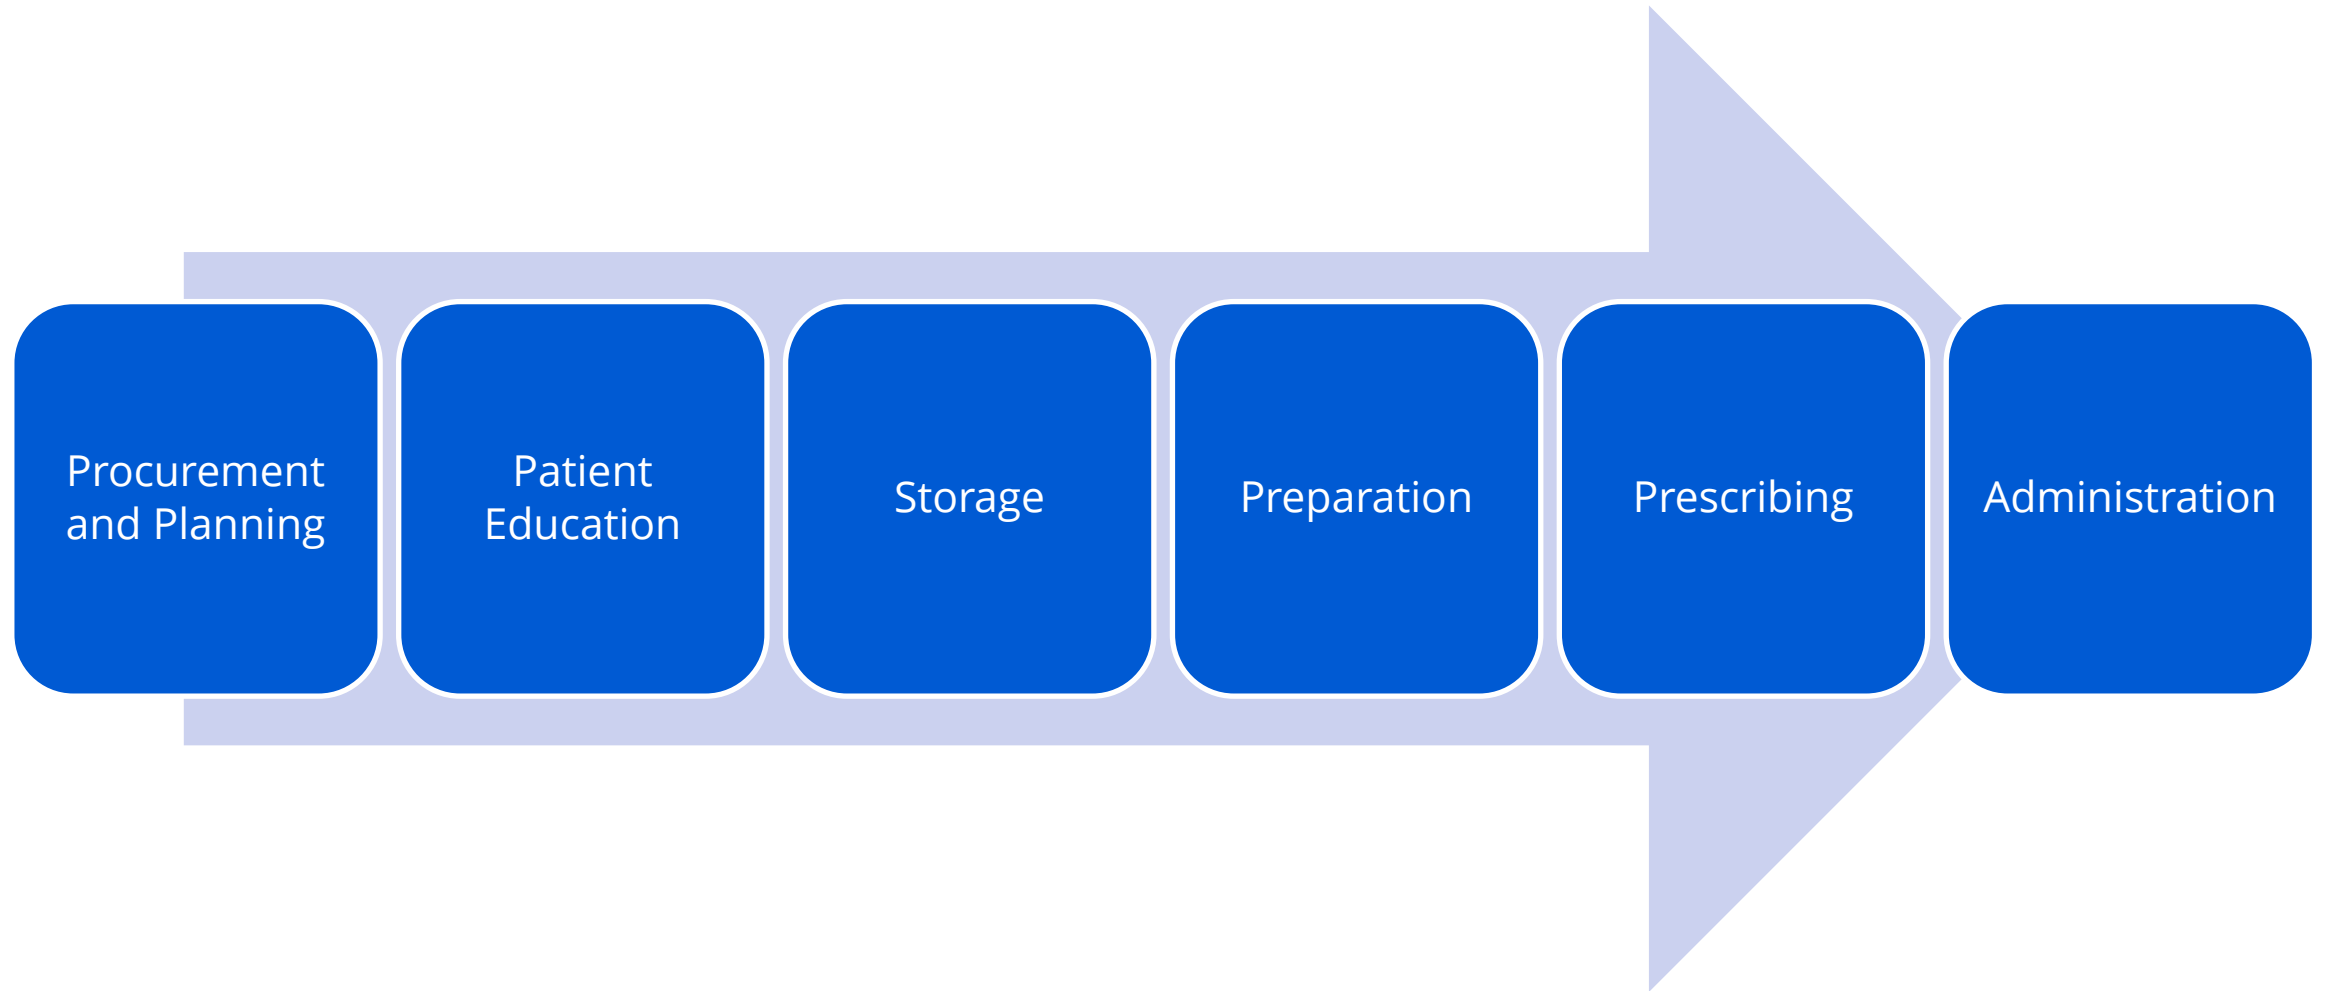 Procurement
and Planning
Patient
Education
Storage
Preparation
Prescribing
Administration